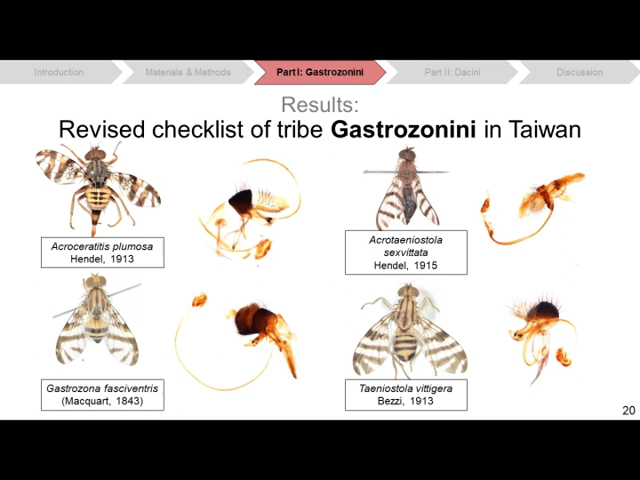 Introduction
Materials & Methods
Part I: Gastrozonini
Part II: Dacini
Discussion
Results:
Revised checklist of tribe Gastrozonini in Taiwan
Acroceratitis plumosa
Hendel, 1913
Acrotaeniostola
sexvittata
Hendel, 1915
Gastrozona fasciventris
(Macquart, 1843)
Taeniostola vittigera
Bezzi, 1913
20